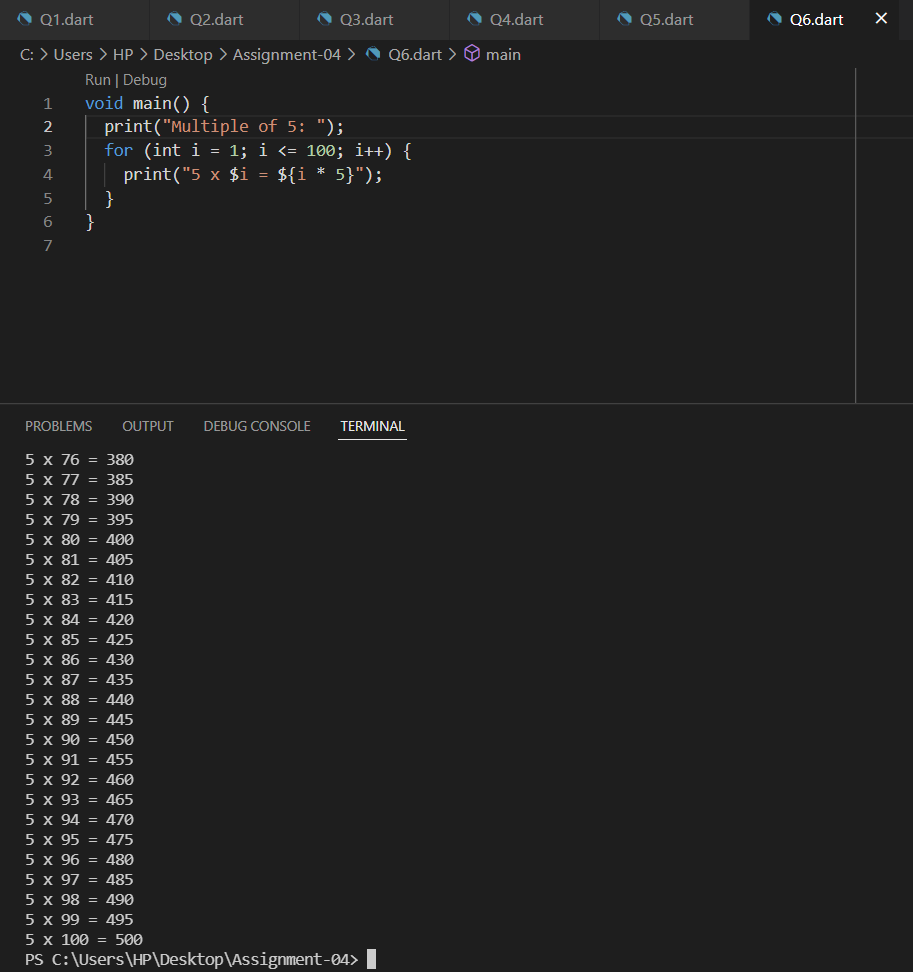 Q1.dart Q2.dart Q3.dart Q4.dart Q5.dart Q6.dart ×
C: > Users > HP > Desktop > Assignment-04 > Q6.dart > main
Run | Debug
1 void main() {
2   print("Multiple of 5: ");
3   for (int i = 1; i <= 100; i++) {
4     print("5 x $i = ${i * 5}");
5   }
6 }
7
PROBLEMS OUTPUT DEBUG CONSOLE TERMINAL
5 x 76 = 380
5 x 77 = 385
5 x 78 = 390
5 x 79 = 395
5 x 80 = 400
5 x 81 = 405
5 x 82 = 410
5 x 83 = 415
5 x 84 = 420
5 x 85 = 425
5 x 86 = 430
5 x 87 = 435
5 x 88 = 440
5 x 89 = 445
5 x 90 = 450
5 x 91 = 455
5 x 92 = 460
5 x 93 = 465
5 x 94 = 470
5 x 95 = 475
5 x 96 = 480
5 x 97 = 485
5 x 98 = 490
5 x 99 = 495
5 x 100 = 500
PS C:\Users\HP\Desktop\Assignment-04>